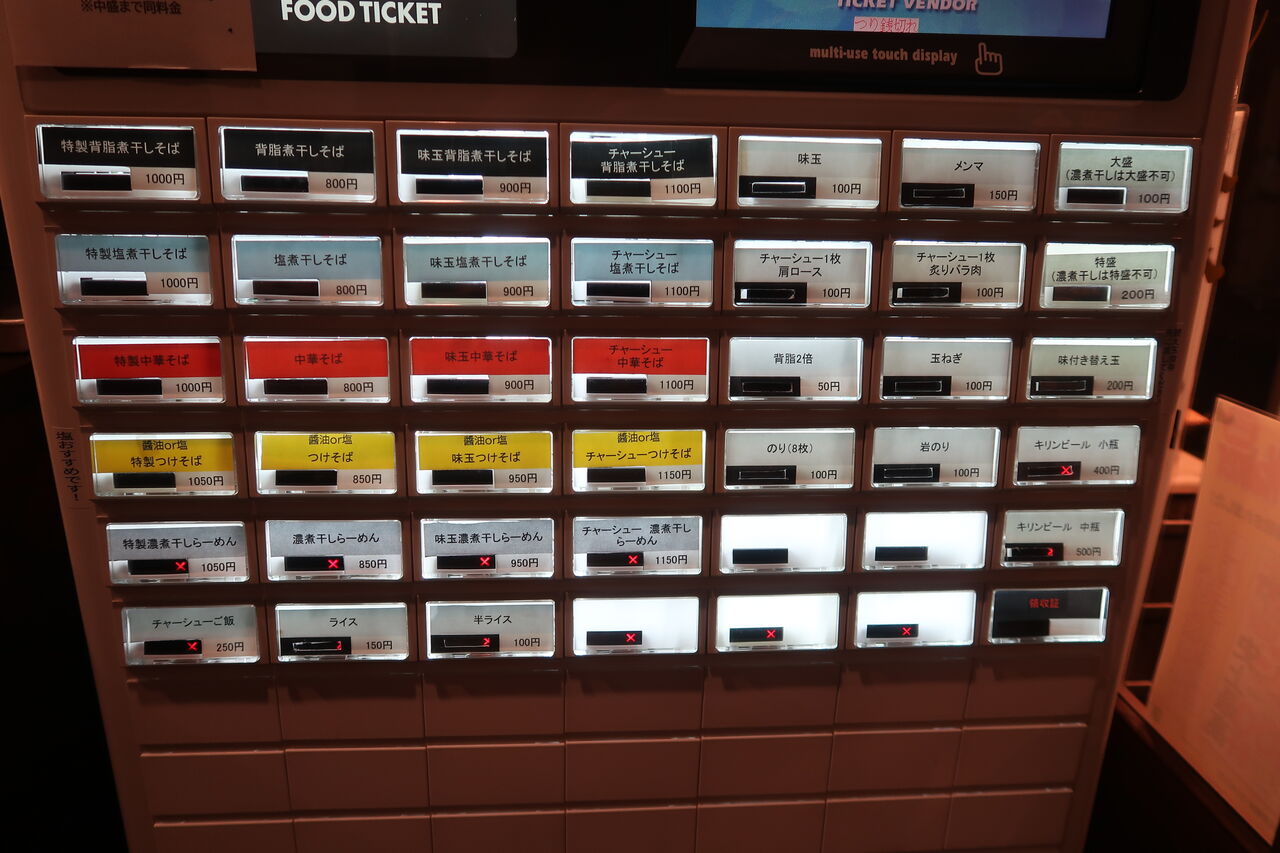 ※中盛まで同料金
FOOD TICKET
TICKET VENDOR
つり銭切れ
multi-use touch display
特製背脂煮干しそば
1000円
背脂煮干しそば
800円
味玉背脂煮干しそば
900円
チャーシュー
背脂煮干しそば
1100円
味玉
100円
メンマ
150円
大盛
(濃煮干しは大盛不可)
100円
特製塩煮干しそば
1000円
塩煮干しそば
800円
味玉塩煮干しそば
900円
チャーシュー
塩煮干しそば
1100円
チャーシュー1枚
肩ロース
100円
チャーシュー1枚
炙りバラ肉
100円
特盛
(濃煮干しは特盛不可)
200円
特製中華そば
1000円
中華そば
800円
味玉中華そば
900円
チャーシュー
中華そば
1100円
背脂2倍
50円
玉ねぎ
100円
味付き替え玉
200円
塩おすすめです!
醤油or塩
特製つけそば
1050円
醤油or塩
つけそば
850円
醤油or塩
味玉つけそば
950円
醤油or塩
チャーシューつけそば
1150円
のり(8枚)
100円
岩のり
100円
キリンビール 小瓶
400円
特製濃煮干しらーめん
1050円
濃煮干しらーめん
850円
味玉濃煮干しらーめん
950円
チャーシュー 濃煮干し
らーめん
1150円
キリンビール 中瓶
500円
チャーシューご飯
250円
ライス
150円
半ライス
100円
領収証